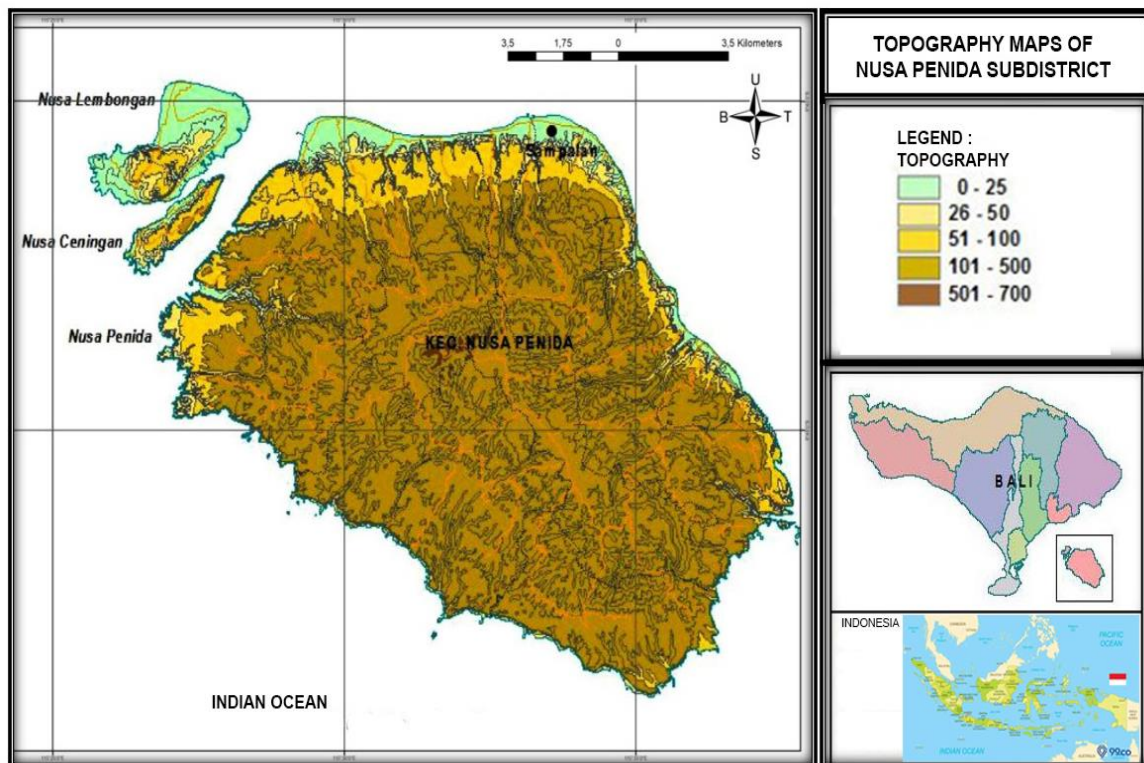 3,5 1,75 0 3,5 Kilometers
U
B T
S
Nusa Lembongan
Sampalan
Nusa Ceningan
Nusa Penida
KEC. NUSA PENIDA
INDIAN OCEAN
TOPOGRAPHY MAPS OF
NUSA PENIDA SUBDISTRICT
LEGEND :
TOPOGRAPHY
0 - 25
26 - 50
51 - 100
101 - 500
501 - 700
BALI
INDONESIA
PACIFIC
OCEAN
INDIAN OCEAN
99co